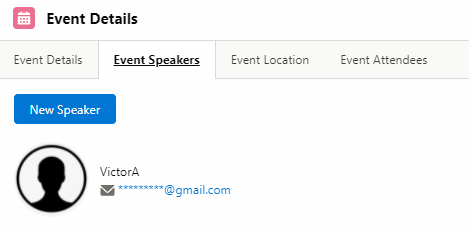 Event Details
Event Details Event Speakers Event Location Event Attendees
New Speaker
VictorA
*********@gmail.com